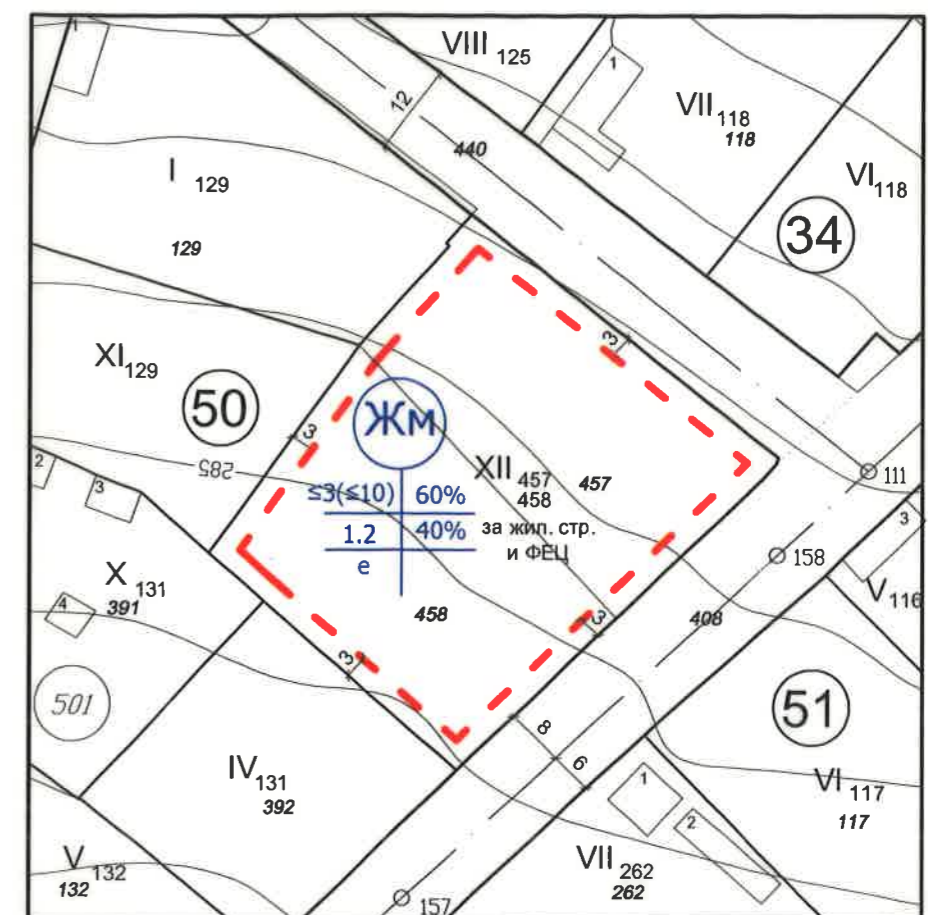 1
VIII 125
1
12
VII 118
118
440
VI 118
I 129
34
129
3
XI 129
50
Жм
3
285
XII 457
458
457
111
2
3
≤3(≤10) 60%
1.2 40%
е
за жил. стр.
и ФЕЦ
3
158
X 131
391
4
458
3
408
V 116
3
501
51
8
6
IV 131
392
1
2
VI 117
117
V 132
132
VII 262
262
157